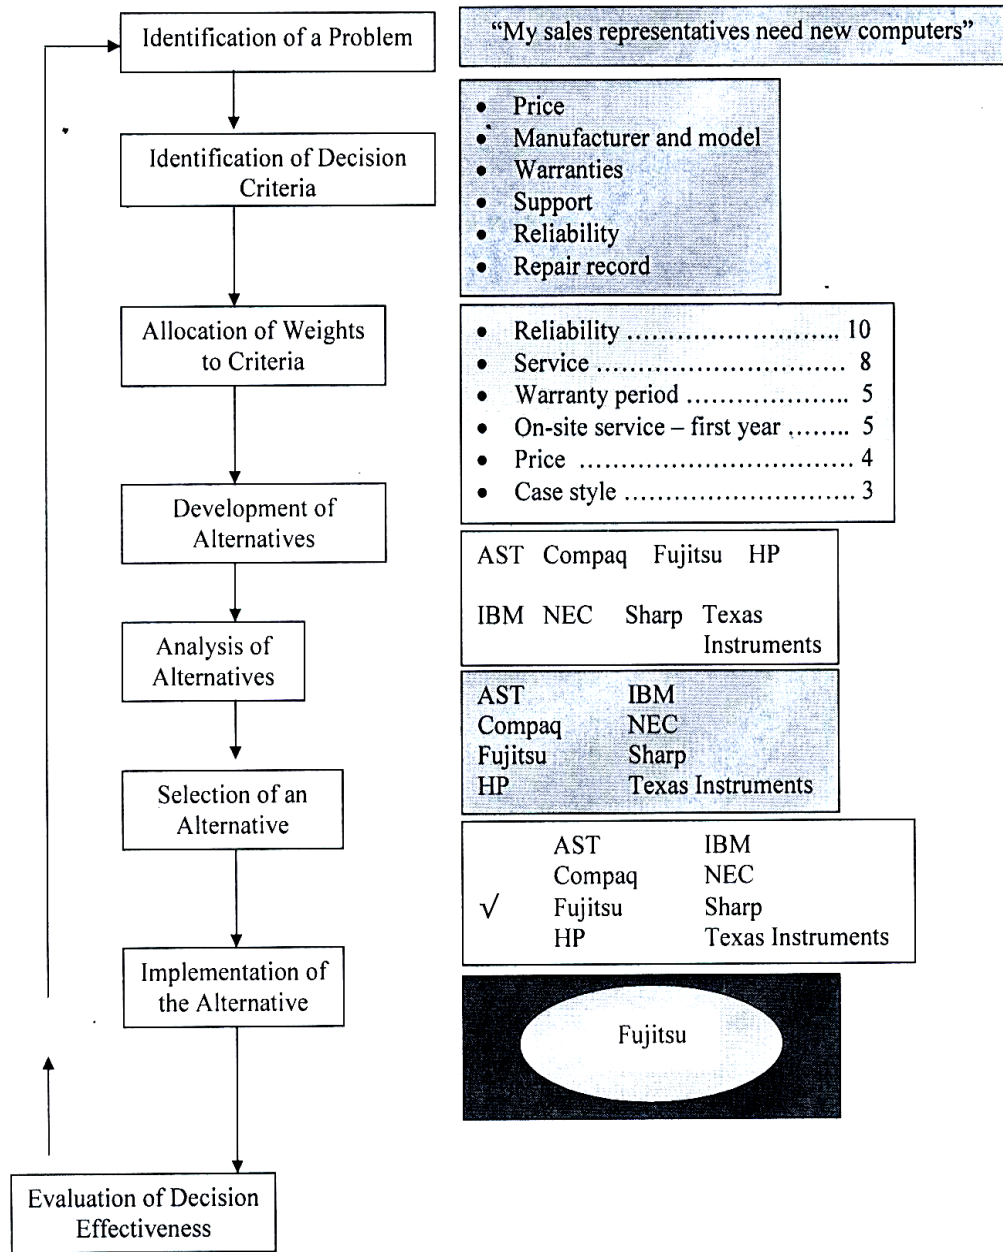 Identification of a Problem
"My sales representatives need new computers"
Identification of Decision
Criteria
• Price
• Manufacturer and model
• Warranties
• Support
• Reliability
• Repair record
Allocation of Weights
to Criteria
• Reliability ……………………….. 10
• Service ………………………… 8
• Warranty period ……………….. 5
• On-site service – first year …….. 5
• Price ……………………………. 4
• Case style ……………………… 3
Development of
Alternatives
AST Compaq Fujitsu HP
IBM NEC Sharp Texas
Instruments
Analysis of
Alternatives
AST IBM
Compaq NEC
Fujitsu Sharp
HP Texas Instruments
Selection of an
Alternative
AST IBM
Compaq NEC
√ Fujitsu Sharp
HP Texas Instruments
Implementation of
the Alternative
Fujitsu
Evaluation of Decision
Effectiveness